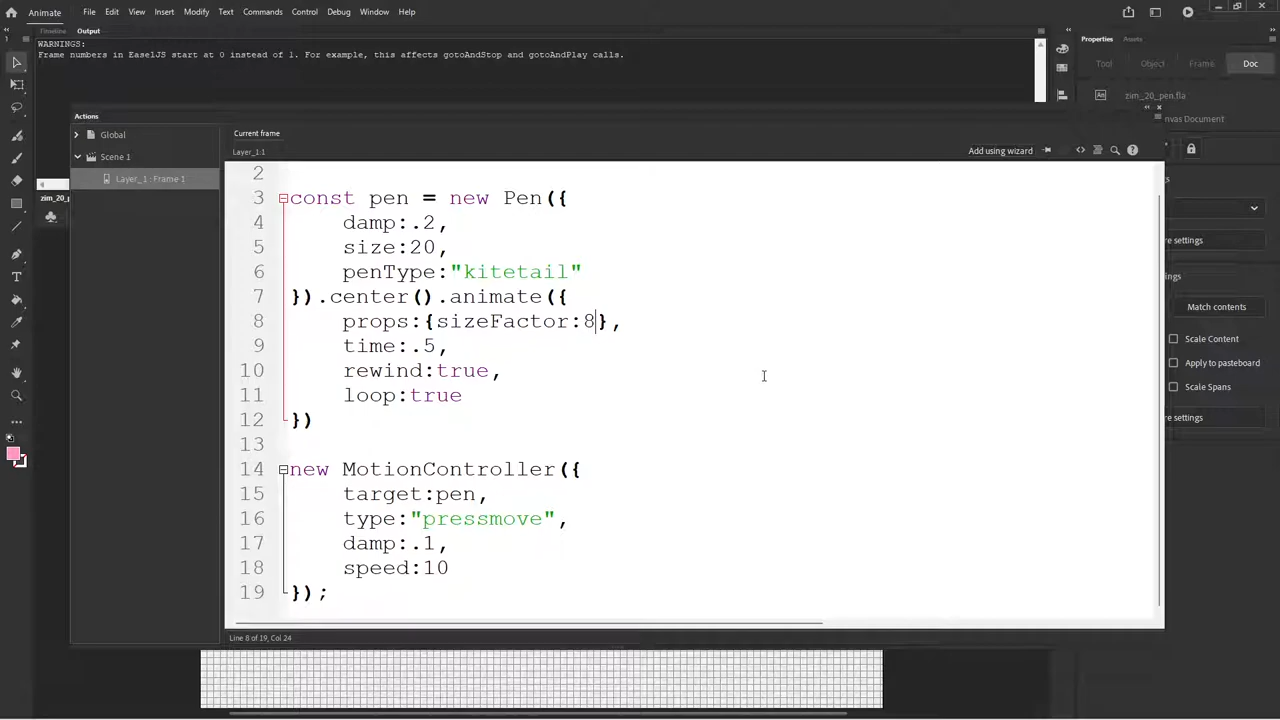 Animate File Edit View Insert Modify Text Commands Control Debug Window Help
Timeline Output
WARNINGS:
Frame numbers in EaselJS start at 0 instead of 1. For example, this affects gotoAndStop and gotoAndPlay calls.
Properties Assets
Tool Object Frame Doc
zim_20_pen.fla
Actions
Global
Scene 1
Layer_1 : Frame 1
Current frame
Layer_1:1
Add using wizard
2
3 const pen = new Pen({
4 damp:.2,
5 size:20,
6 penType:"kitetail"
7 }).center().animate({
8 props:{sizeFactor:8},
9 time:.5,
10 rewind:true,
11 loop:true
12 })
13
14 new MotionController({
15 target:pen,
16 type:"pressmove",
17 damp:.1,
18 speed:10
19 });
Line 8 of 19, Col 24
zim_20_p
nvas Document
gs
re settings
ngs
Match contents
Scale Content
Apply to pasteboard
Scale Spans
re settings